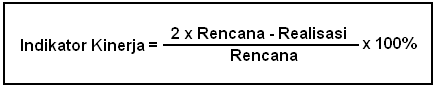 2 x Rencana - Realisasi
Indikator Kinerja = x 100%
Rencana